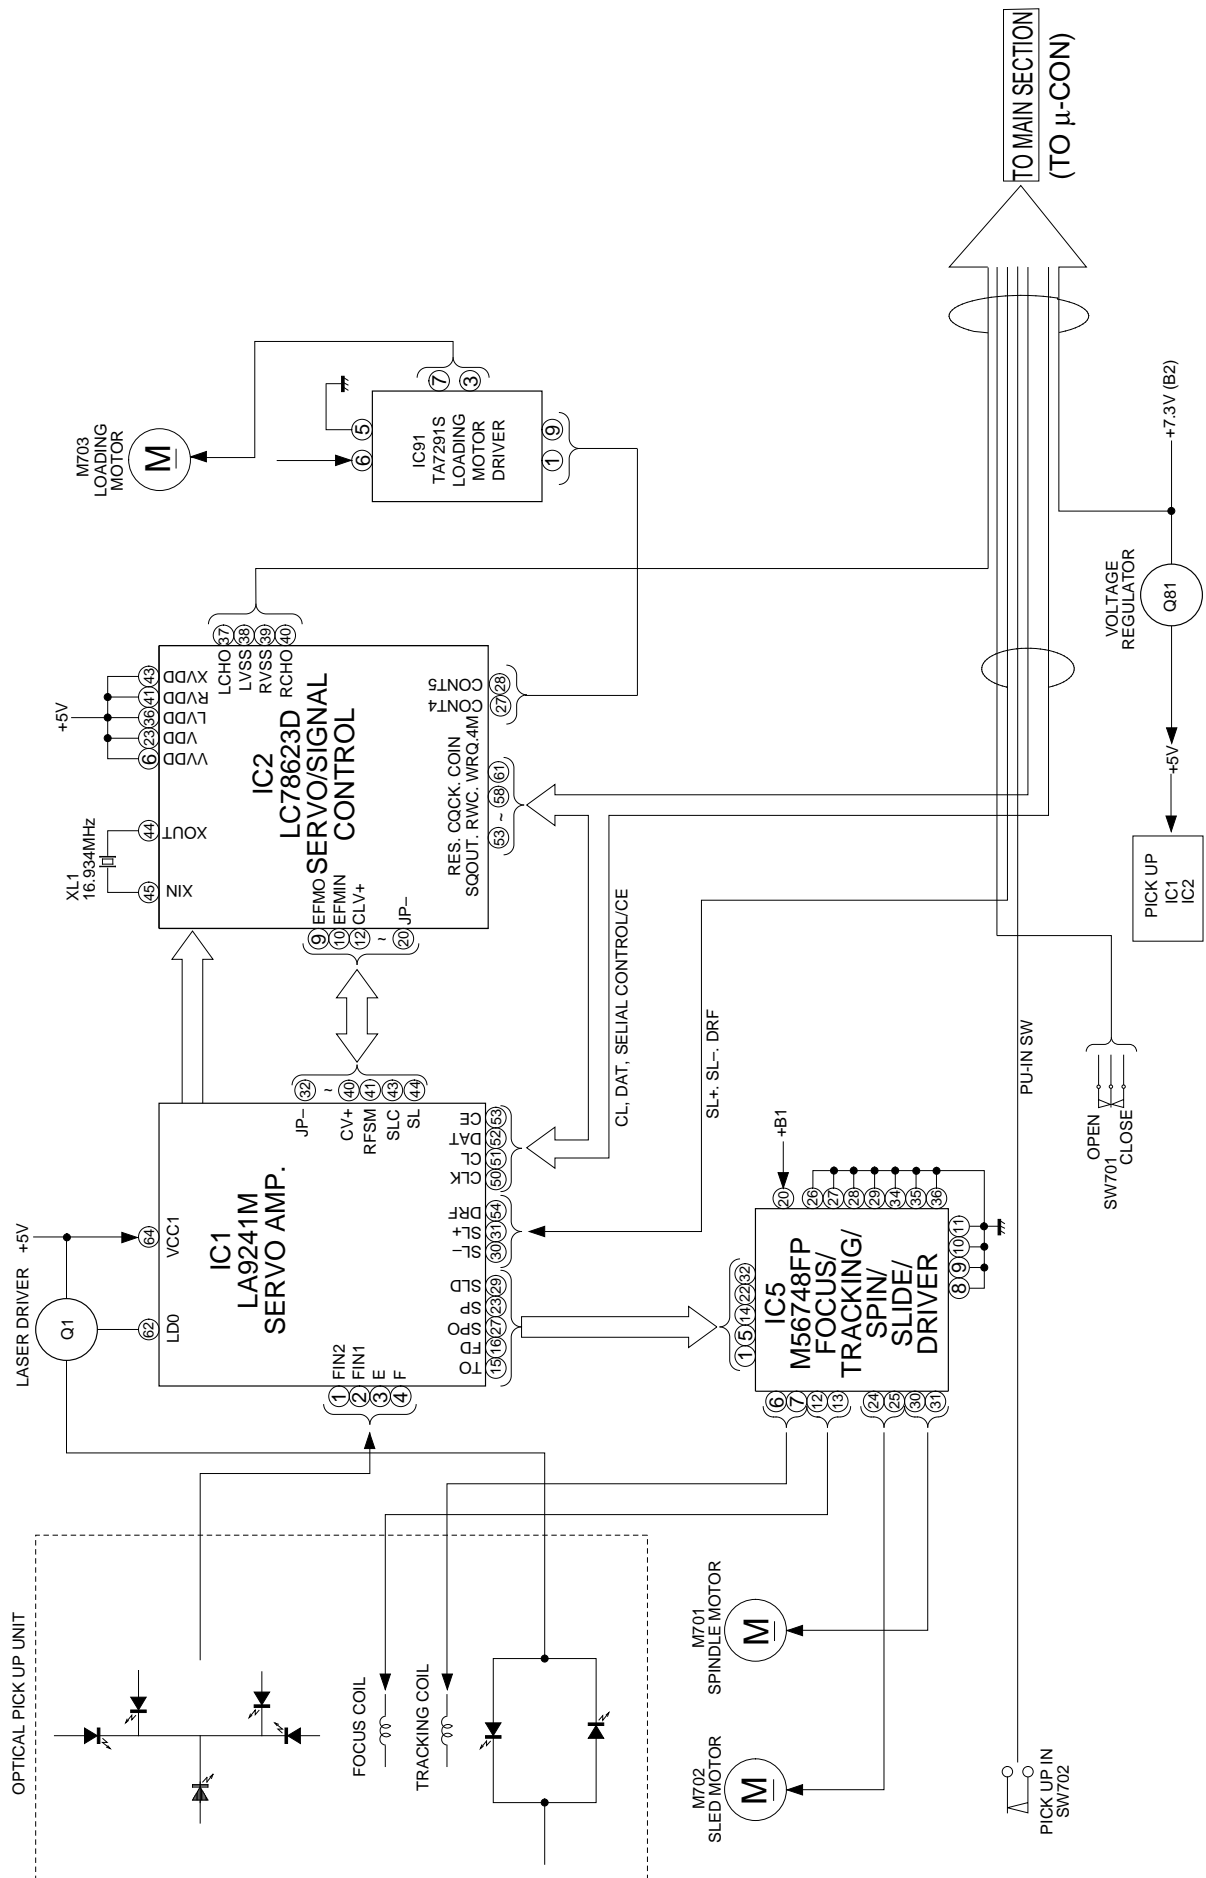 OPTICAL PICK UP UNIT
FOCUS COIL
TRACKING COIL
M702
SLED MOTOR
M
M701
SPINDLE MOTOR
M
PICK UP IN
SW702
LASER DRIVER +5V
Q1
62
LD0
64
VCC1
IC1
LA9241M
SERVO AMP.
1 FIN2
2 FIN1
3 E
4 F
TO FD SPO SP SLD
15 16 27 23 29
SL– SL+ DRF
30 31 54
CLK CL DAT CE
50 51 52 53
JP– 32
~
CV+ 40
RFSM 41
SLC 43
SL 44
1 5 14 22 32
IC5
M56748FP
FOCUS/
TRACKING/
SPIN/
SLIDE/
DRIVER
6
7
12
13
24
25
30
31
+B1
20
26
27
28
29
34
35
36
8 9 10 11
CL, DAT, SELIAL CONTROL/CE
SL+. SL–. DRF
PU-IN SW
OPEN
SW701
CLOSE
XL1
16.934MHz
45 44
XIN XOUT
+5V
6 23 36 41 43
VVDD VDD LVDD RVDD XVDD
IC2
LC78623D
SERVO/SIGNAL
CONTROL
9 EFMO
10 EFMIN
12 CLV+
~
20 JP–
LCHO 37
LVSS 38
RVSS 39
RCHO 40
RES. CQCK. COIN
SQOUT. RWC. WRQ.4M
53 ~ 58 61
CONT4 CONT5
27 28
M703
LOADING
MOTOR
M
6 5
IC91
TA7291S
LOADING
MOTOR
DRIVER
7
3
1 9
PICK UP
IC1
IC2
+5V
VOLTAGE
REGULATOR
Q81
+7.3V (B2)
TO MAIN SECTION
(TO μ-CON)